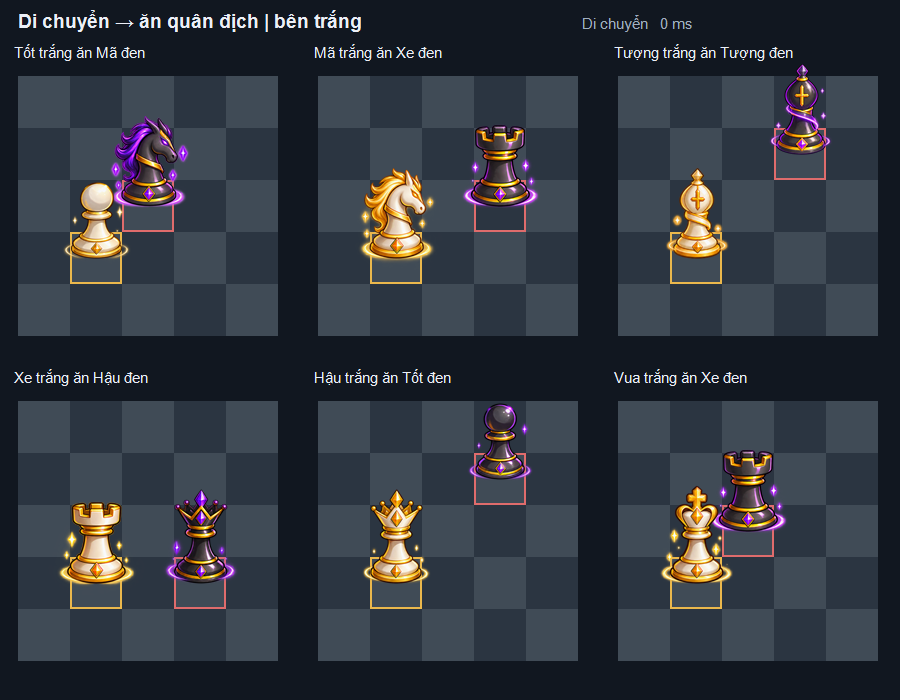 Di chuyển → ăn quân địch | bên trắng
Di chuyển 0 ms
Tốt trắng ăn Mã đen
Mã trắng ăn Xe đen
Tượng trắng ăn Tượng đen
Xe trắng ăn Hậu đen
Hậu trắng ăn Tốt đen
Vua trắng ăn Xe đen